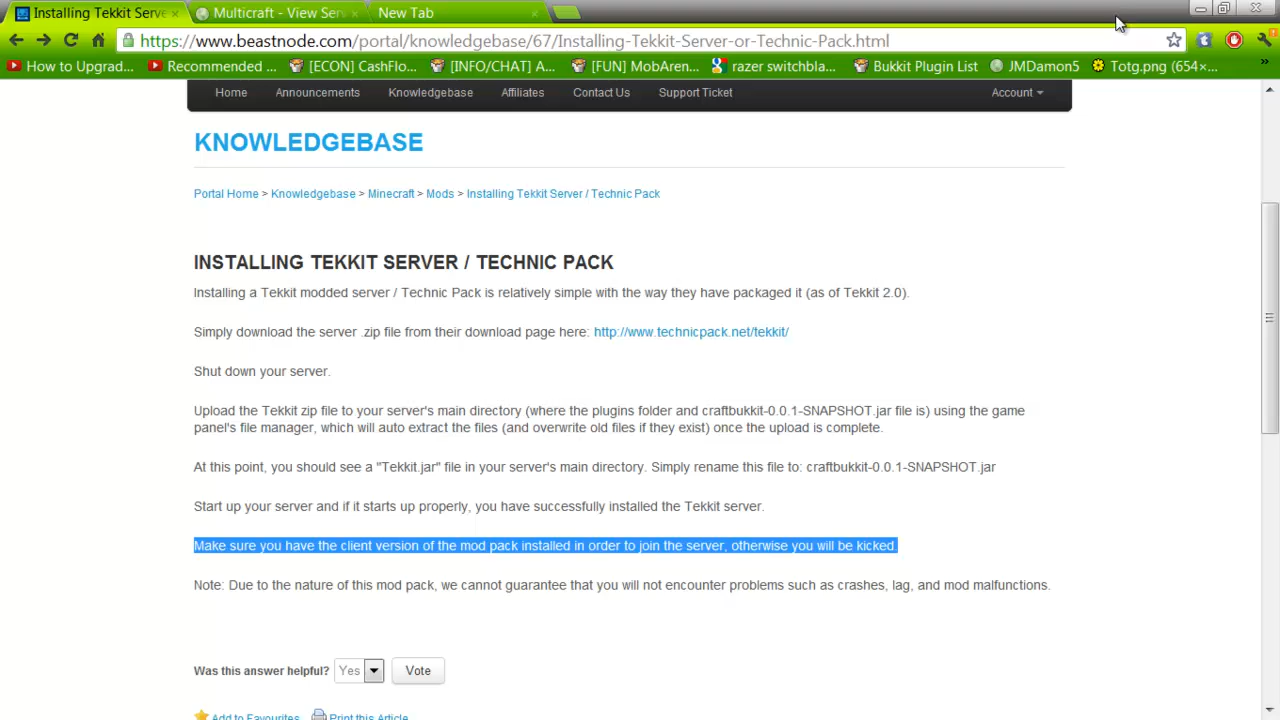 Installing Tekkit Serve
Multicraft - View Ser
New Tab
https://www.beastnode.com/portal/knowledgebase/67/Installing-Tekkit-Server-or-Technic-Pack.html
How to Upgrad... Recommended ... [ECON] CashFlo... [INFO/CHAT] A... [FUN] MobAren... razer switchbla... Bukkit Plugin List JMDamon5 Totg.png (654×... »
Home Announcements Knowledgebase Affiliates Contact Us Support Ticket Account
KNOWLEDGEBASE
Portal Home > Knowledgebase > Minecraft > Mods > Installing Tekkit Server / Technic Pack
INSTALLING TEKKIT SERVER / TECHNIC PACK
Installing a Tekkit modded server / Technic Pack is relatively simple with the way they have packaged it (as of Tekkit 2.0).
Simply download the server .zip file from their download page here: http://www.technicpack.net/tekkit/
Shut down your server.
Upload the Tekkit zip file to your server's main directory (where the plugins folder and craftbukkit-0.0.1-SNAPSHOT.jar file is) using the game
panel's file manager, which will auto extract the files (and overwrite old files if they exist) once the upload is complete.
At this point, you should see a "Tekkit.jar" file in your server's main directory. Simply rename this file to: craftbukkit-0.0.1-SNAPSHOT.jar
Start up your server and if it starts up properly, you have successfully installed the Tekkit server.
Make sure you have the client version of the mod pack installed in order to join the server, otherwise you will be kicked.
Note: Due to the nature of this mod pack, we cannot guarantee that you will not encounter problems such as crashes, lag, and mod malfunctions.
Was this answer helpful? Yes Vote
Add to Favourites Print this Article